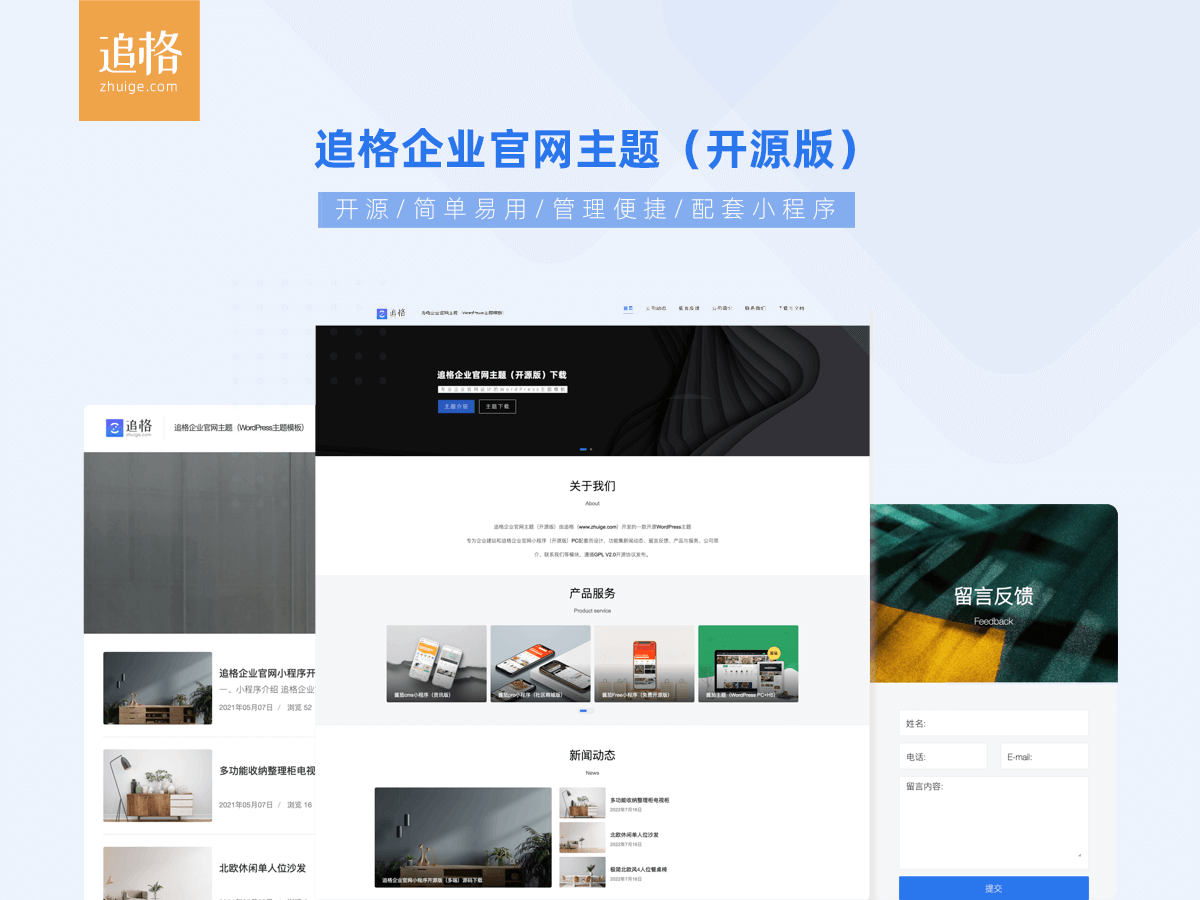 追格
zhuige.com
追格企业官网主题（开源版）
开源/简单易用/管理便捷/配套小程序
追格
追格企业官网主题（WordPress主题模板）
首页
公司动态
留言反馈
公司简介
联系我们
下载与文档
追格企业官网主题（开源版）下载
专为企业官网设计的WordPress主题模板
主题介绍
主题下载
关于我们
About
追格企业官网主题（开源版）由追格（www.zhuige.com）开发的一款开源WordPress主题
专为企业建站和追格企业官网小程序（开源版）PC配套而设计，功能集新闻动态、留言反馈、产品与服务、公司简
介、联系我们等模块，遵循GPL V2.0开源协议发布。
产品服务
Product service
酱茄cms小程序（资讯版）
酱茄pro小程序（社区商城版）
酱茄Free小程序（免费开源版）
酱茄主题（WordPress PC+H5）
新闻动态
News
追格企业官网小程序开源版（多端）源码下载
多功能收纳整理柜电视柜
2022年7月16日
北欧休闲单人位沙发
2022年7月16日
极简北欧风4人位餐桌椅
2022年7月16日
追格
zhuige.com
追格企业官网主题（WordPress主题模板）
追格企业官网小程序开
一、小程序介绍 追格企业
2021年05月07日 / 浏览 52
多功能收纳整理柜电视
2021年05月07日 / 浏览 16
北欧休闲单人位沙发
留言反馈
Feedback
姓名:
电话:
E-mail:
留言内容:
提交